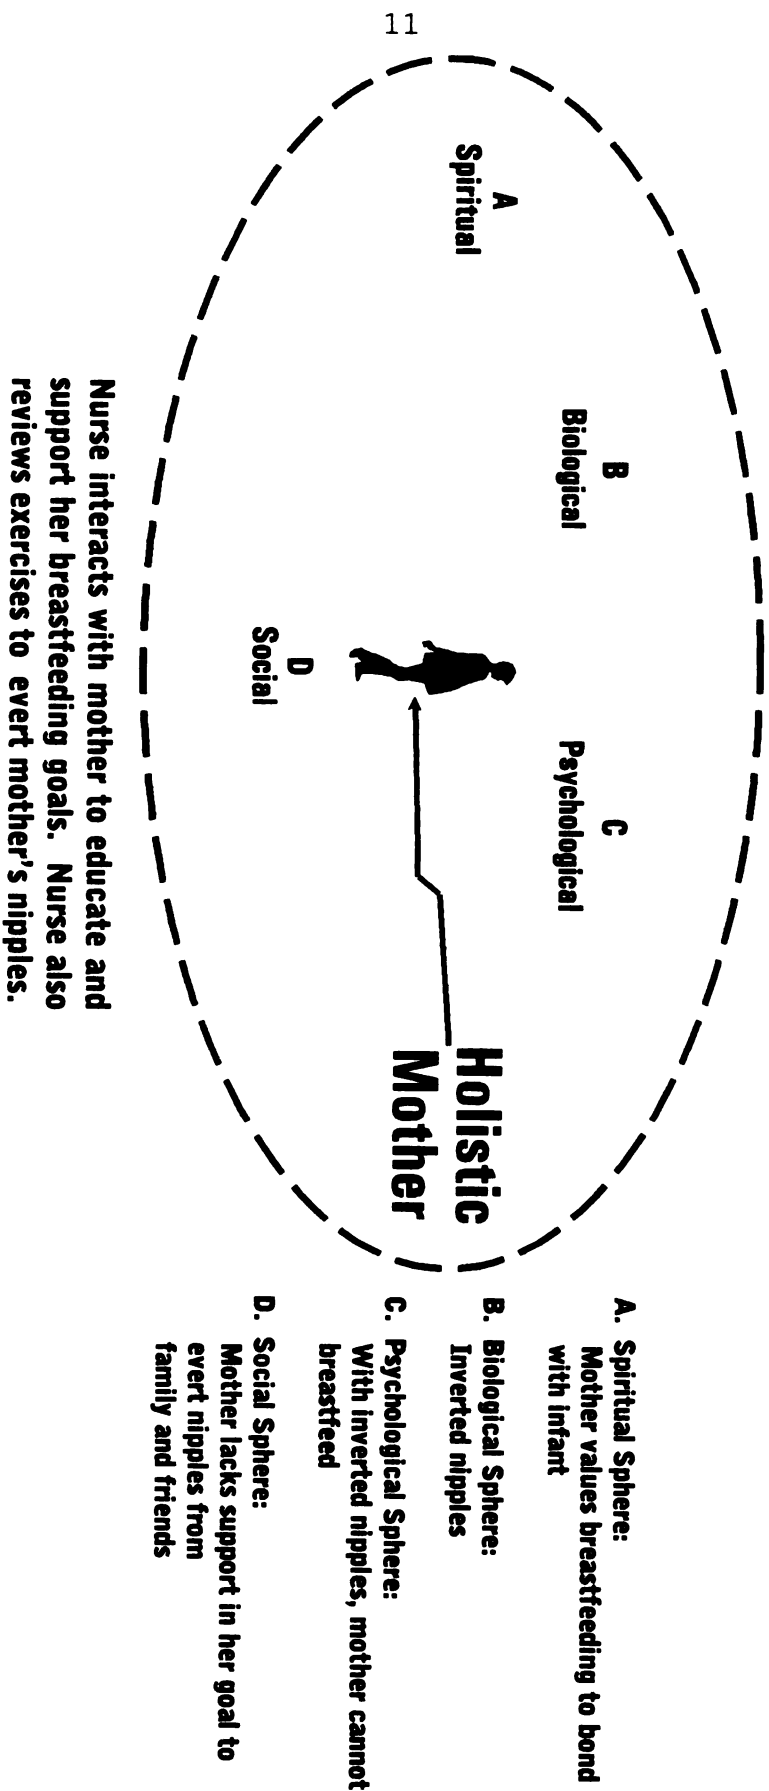 11
A
Spiritual
B
Biological
C
Psychological
D
Social
Holistic
Mother
A. Spiritual Sphere:
Mother values breastfeeding to bond
with infant
B. Biological Sphere:
Inverted nipples
C. Psychological Sphere:
With inverted nipples, mother cannot
breastfeed
D. Social Sphere:
Mother lacks support in her goal to
evert nipples from
family and friends
Nurse interacts with mother to educate and
support her breastfeeding goals. Nurse also
reviews exercises to evert mother's nipples.